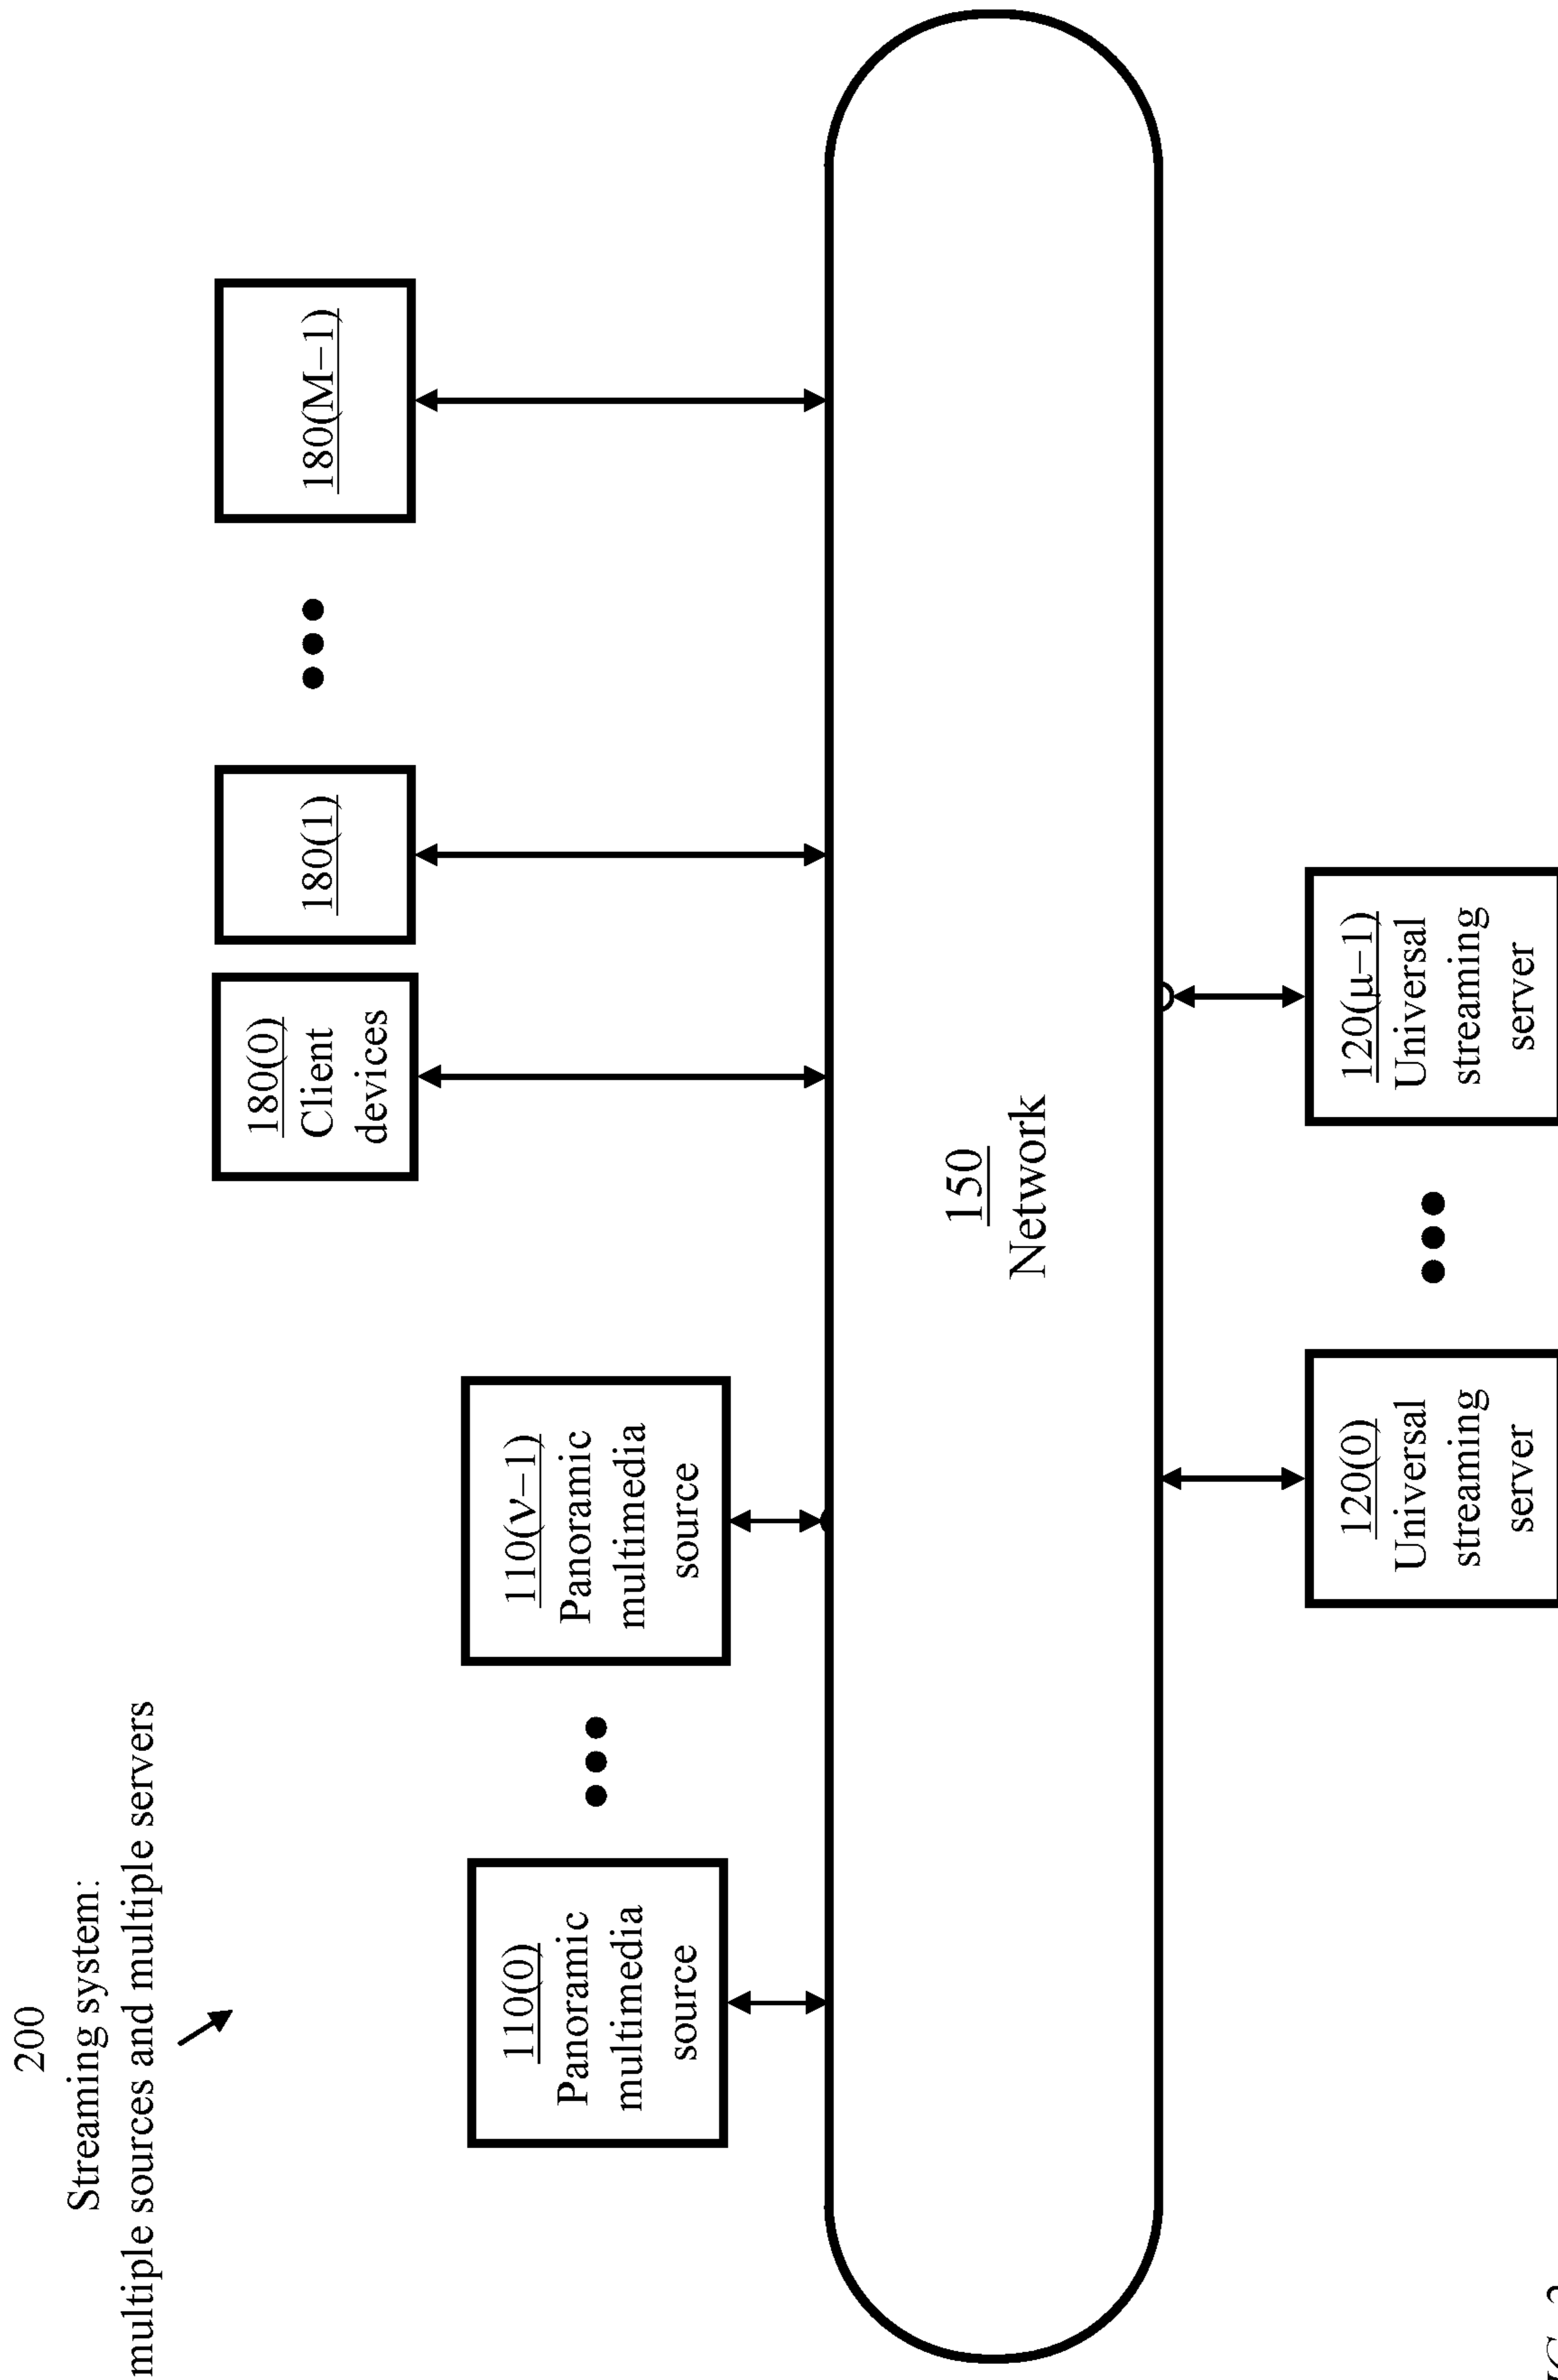 200
Streaming system:
multiple sources and multiple servers
180(0)
Client
devices
180(1)
180(M−1)
110(0)
Panoramic
multimedia
source
110(ν−1)
Panoramic
multimedia
source
150
Network
120(0)
Universal
streaming
server
120(μ−1)
Universal
streaming
server